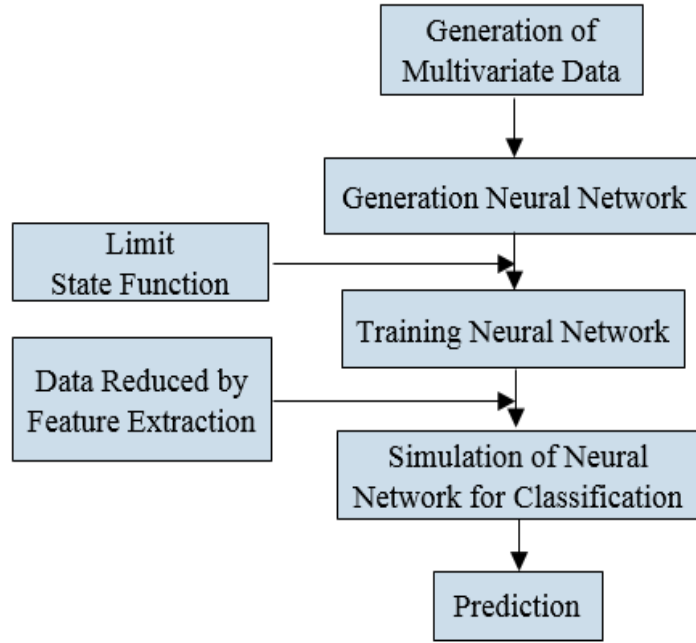 Generation of
Multivariate Data
Generation Neural Network
Limit
State Function
Training Neural Network
Data Reduced by
Feature Extraction
Simulation of Neural
Network for Classification
Prediction